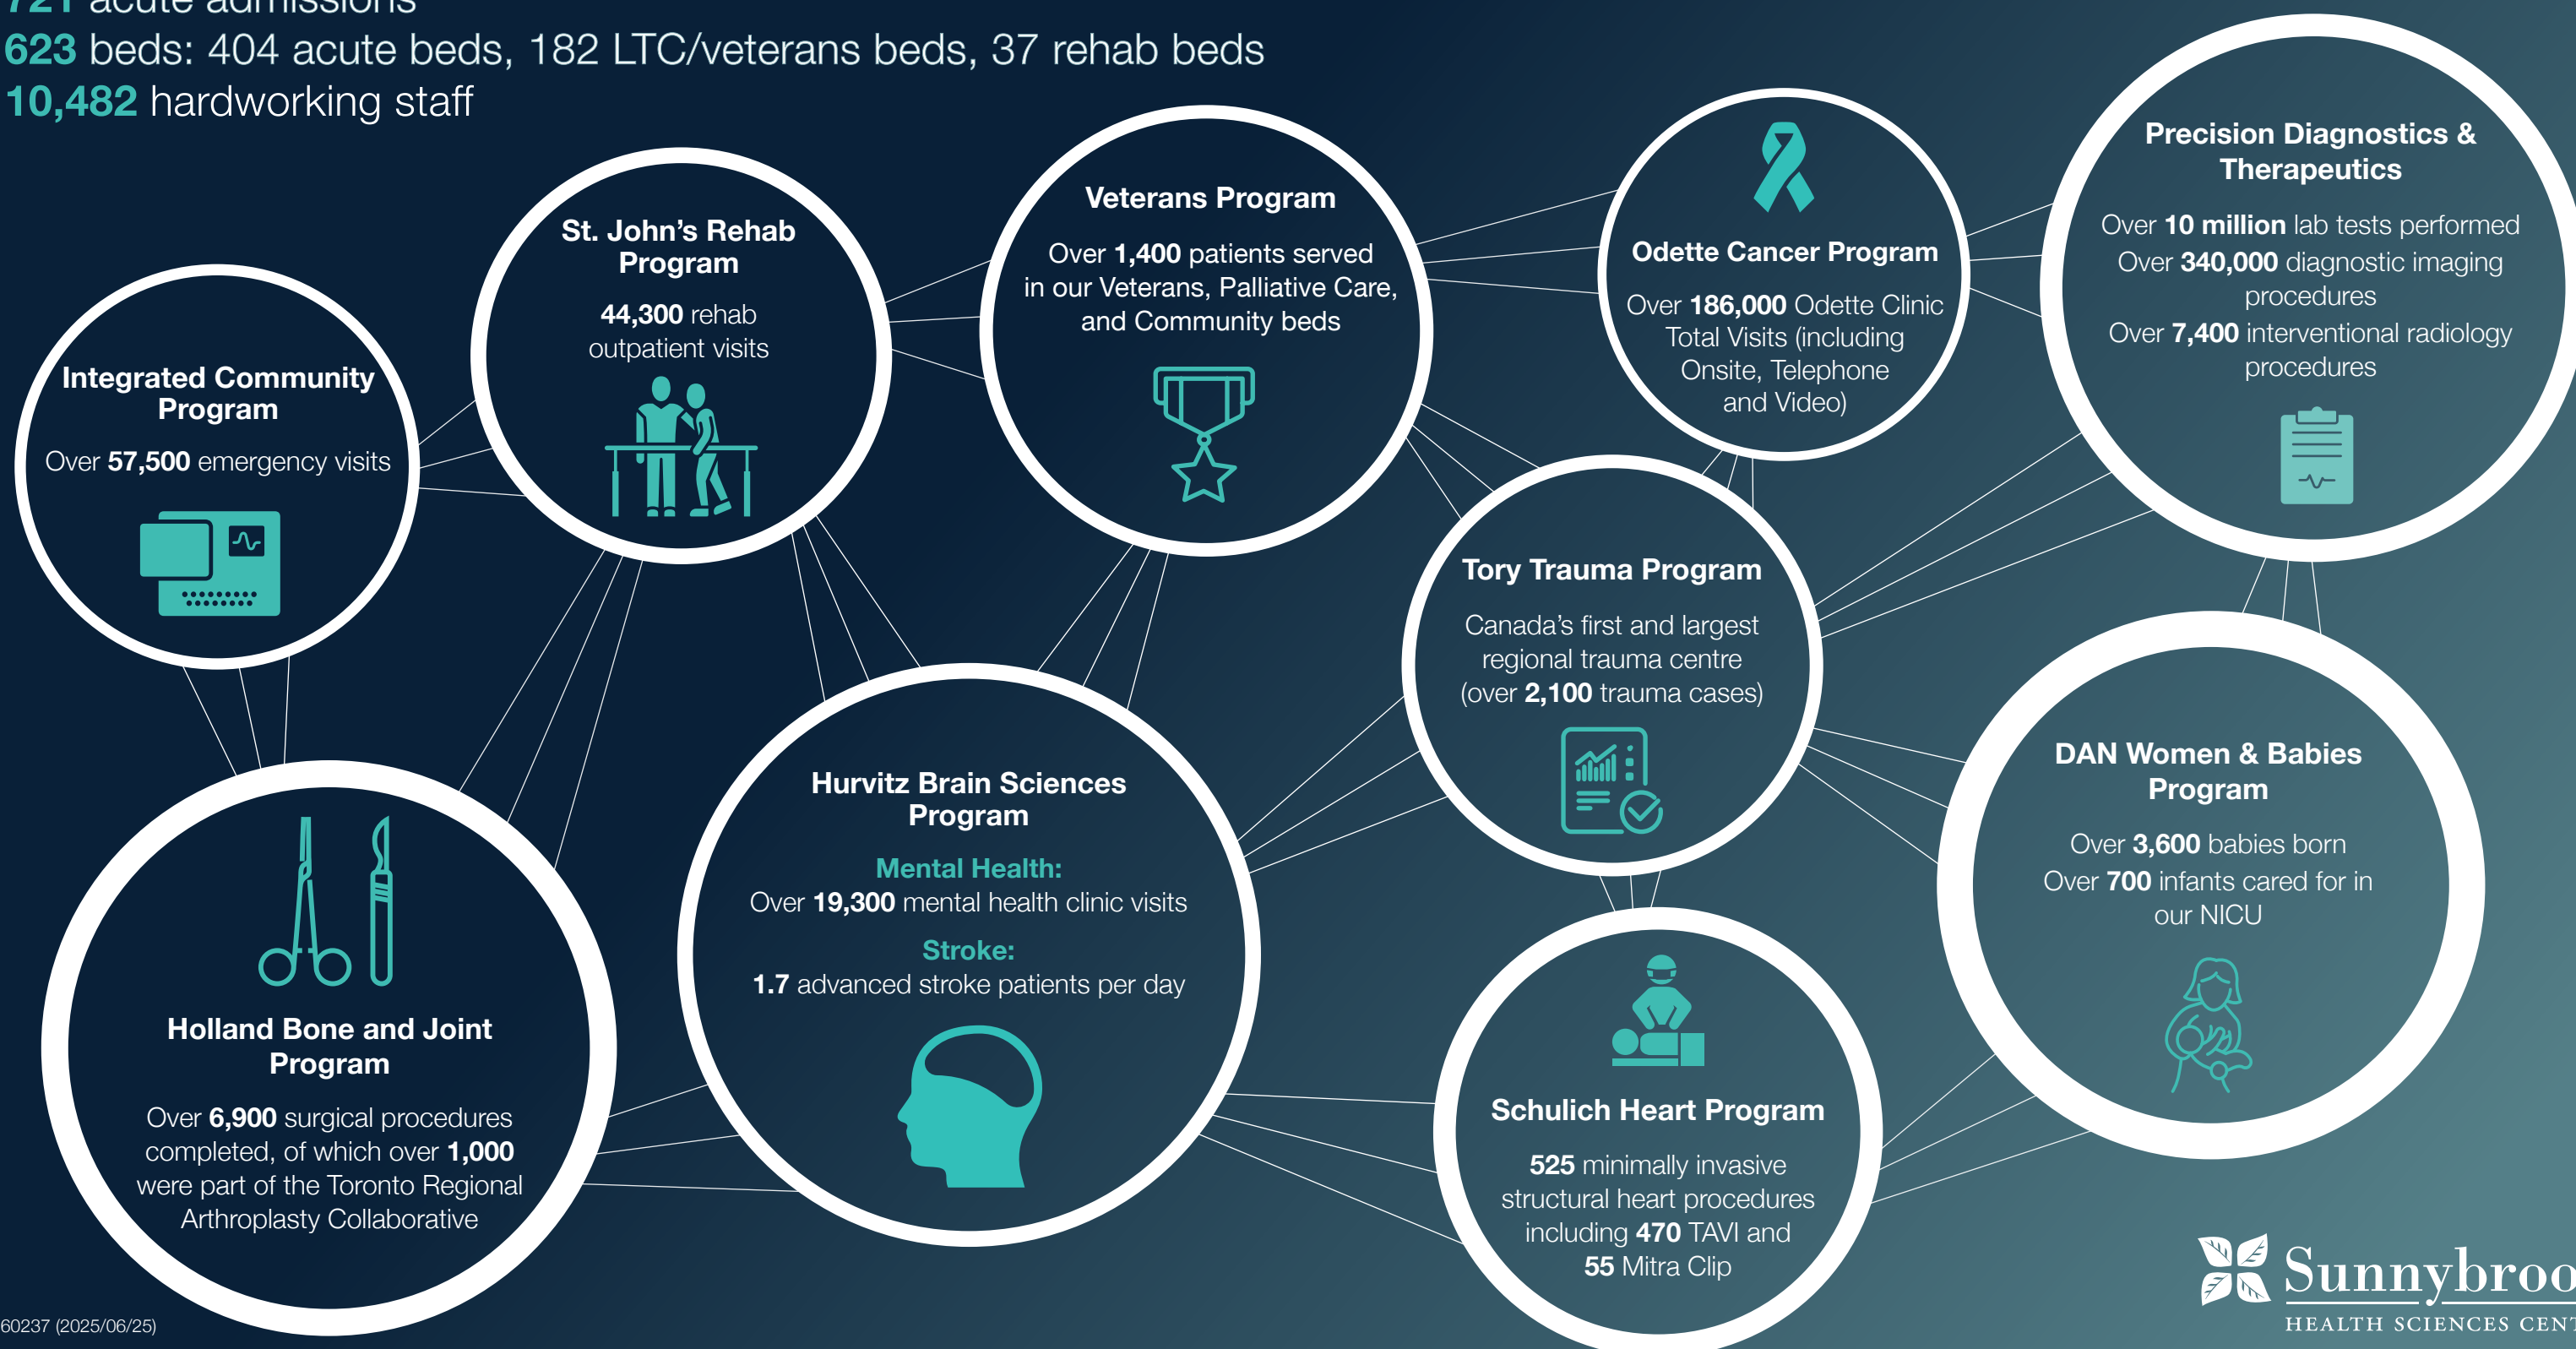 721 acute admissions
623 beds: 404 acute beds, 182 LTC/veterans beds, 37 rehab beds
10,482 hardworking staff
Integrated Community
Program
Over 57,500 emergency visits
St. John's Rehab
Program
44,300 rehab
outpatient visits
Veterans Program
Over 1,400 patients served
in our Veterans, Palliative Care,
and Community beds
Odette Cancer Program
Over 186,000 Odette Clinic
Total Visits (including
Onsite, Telephone
and Video)
Precision Diagnostics &
Therapeutics
Over 10 million lab tests performed
Over 340,000 diagnostic imaging
procedures
Over 7,400 interventional radiology
procedures
Holland Bone and Joint
Program
Over 6,900 surgical procedures
completed, of which over 1,000
were part of the Toronto Regional
Arthroplasty Collaborative
Hurvitz Brain Sciences
Program
Mental Health:
Over 19,300 mental health clinic visits
Stroke:
1.7 advanced stroke patients per day
Tory Trauma Program
Canada's first and largest
regional trauma centre
(over 2,100 trauma cases)
Schulich Heart Program
525 minimally invasive
structural heart procedures
including 470 TAVI and
55 Mitra Clip
DAN Women & Babies
Program
Over 3,600 babies born
Over 700 infants cared for in
our NICU
60237 (2025/06/25)
Sunnybroo
HEALTH SCIENCES CENT